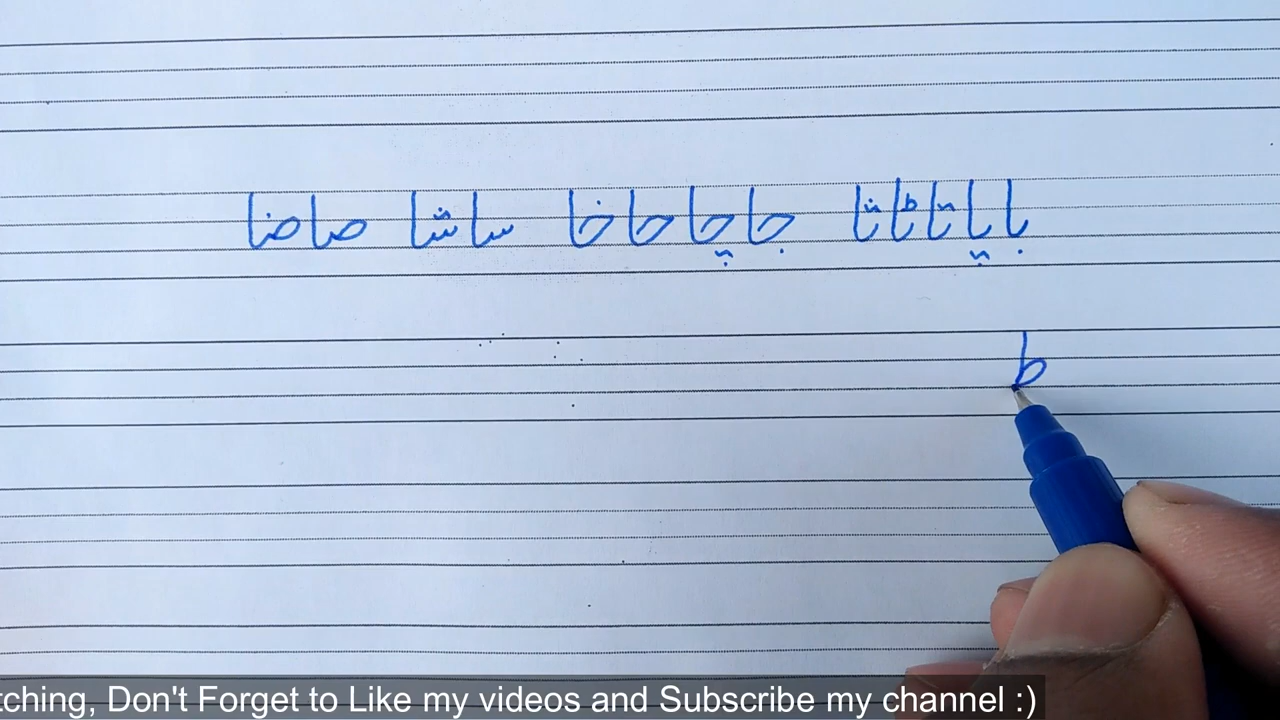 با پا تا ٹا ثا جا چا حا خا سا شا صا ضا
ط
tching, Don't Forget to Like my videos and Subscribe my channel :)